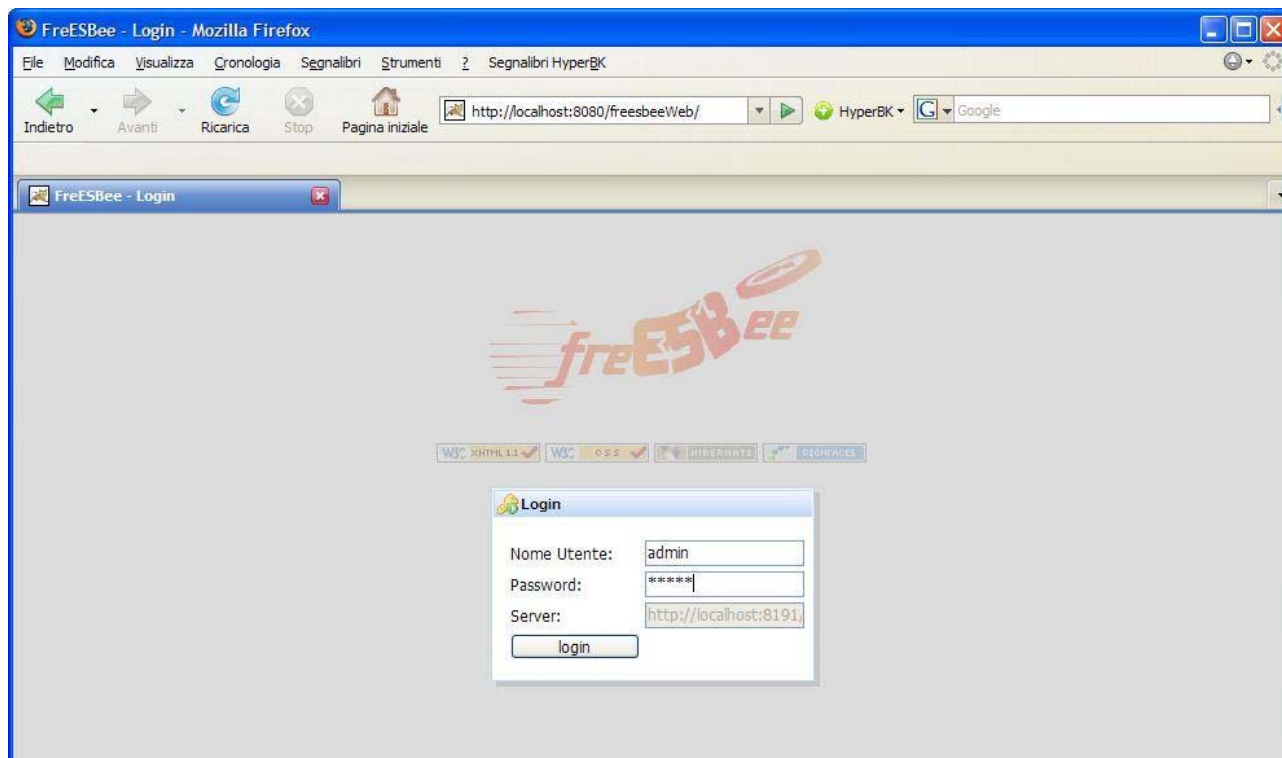 FreESBee - Login - Mozilla Firefox
File Modifica Visualizza Cronologia Segnalibri Strumenti ? Segnalibri HyperBK
Indietro Avanti Ricarica Stop Pagina iniziale http://localhost:8080/freesbeeWeb/ HyperBK G Google
FreESBee - Login
freESBee
W3C XHTML 1.1 W3C CSS HIBERNATE RICHFACES
Login
Nome Utente: admin
Password: *****
Server: http://localhost:8191/
login